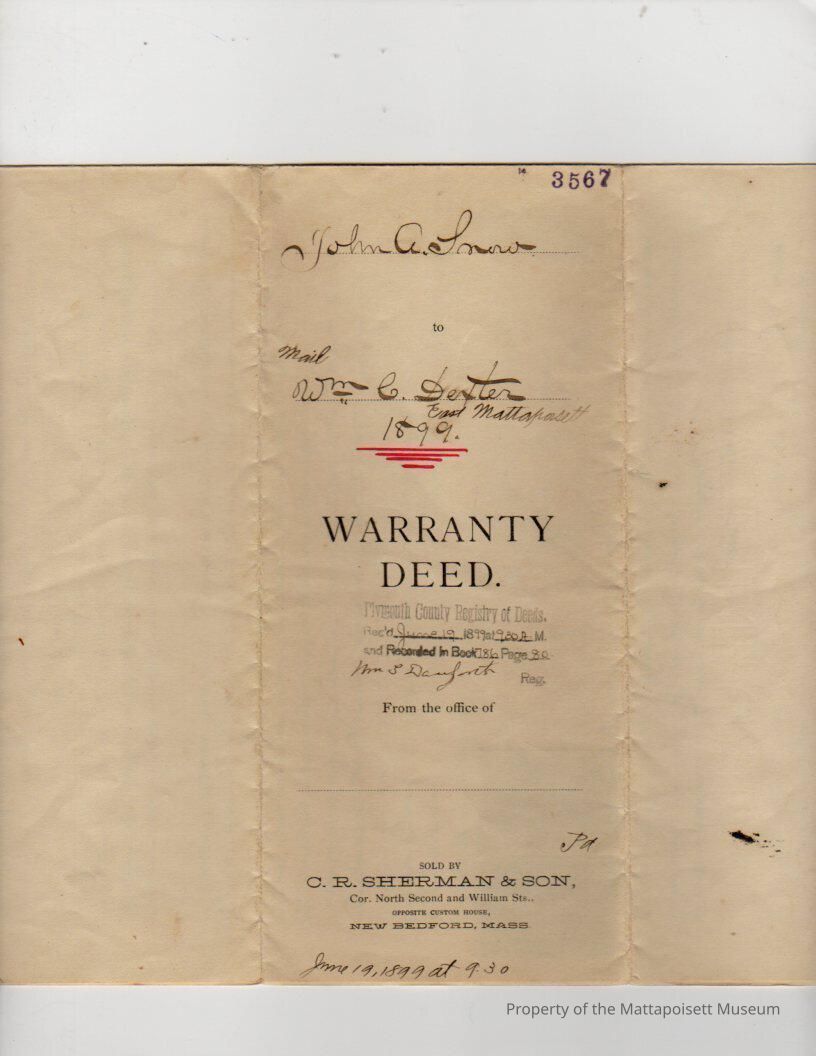 3567
John A. Snow
to
Mail
Wm C. Dexter
East Mattapoisett
1899.
WARRANTY
DEED.
Plymouth County Registry of Deeds.
Rec'd June 19 1899 at 9 30 A M.
and Recorded in Book 786 Page 80.
Wm S Danforth
Reg.
From the office of
Pd
SOLD BY
C. R. SHERMAN & SON,
Cor. North Second and William Sts.,
OPPOSITE CUSTOM HOUSE,
NEW BEDFORD, MASS.
June 19, 1899 at 9.30
Property of the Mattapoisett Museum